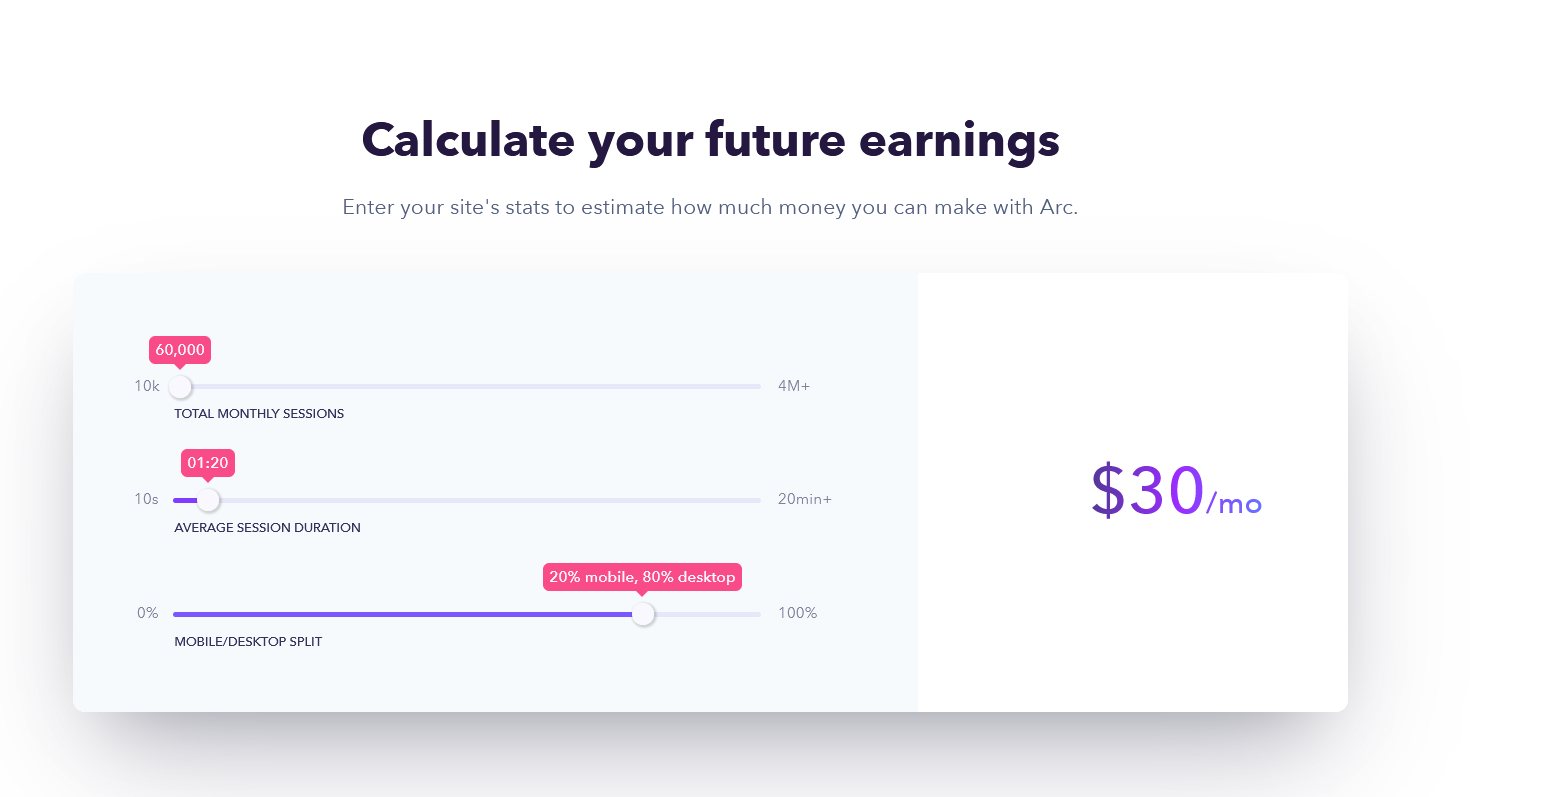 Calculate your future earnings
Enter your site's stats to estimate how much money you can make with Arc.
60,000
10k
4M+
TOTAL MONTHLY SESSIONS
01:20
10s
20min+
AVERAGE SESSION DURATION
20% mobile, 80% desktop
0%
100%
MOBILE/DESKTOP SPLIT
$30/mo